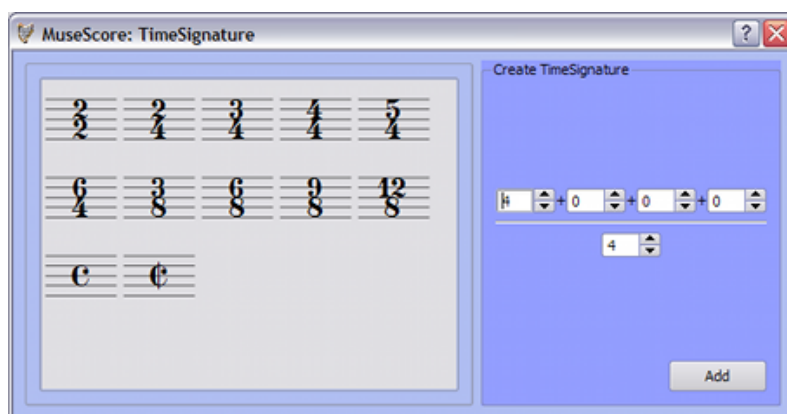 MuseScore: TimeSignature ?
Create TimeSignature
2 2 3 4 5
2 4 4 4 4
4 + 0 + 0 + 0
6 3 6 9 12
4 8 8 8 8
4
C ¢
Add